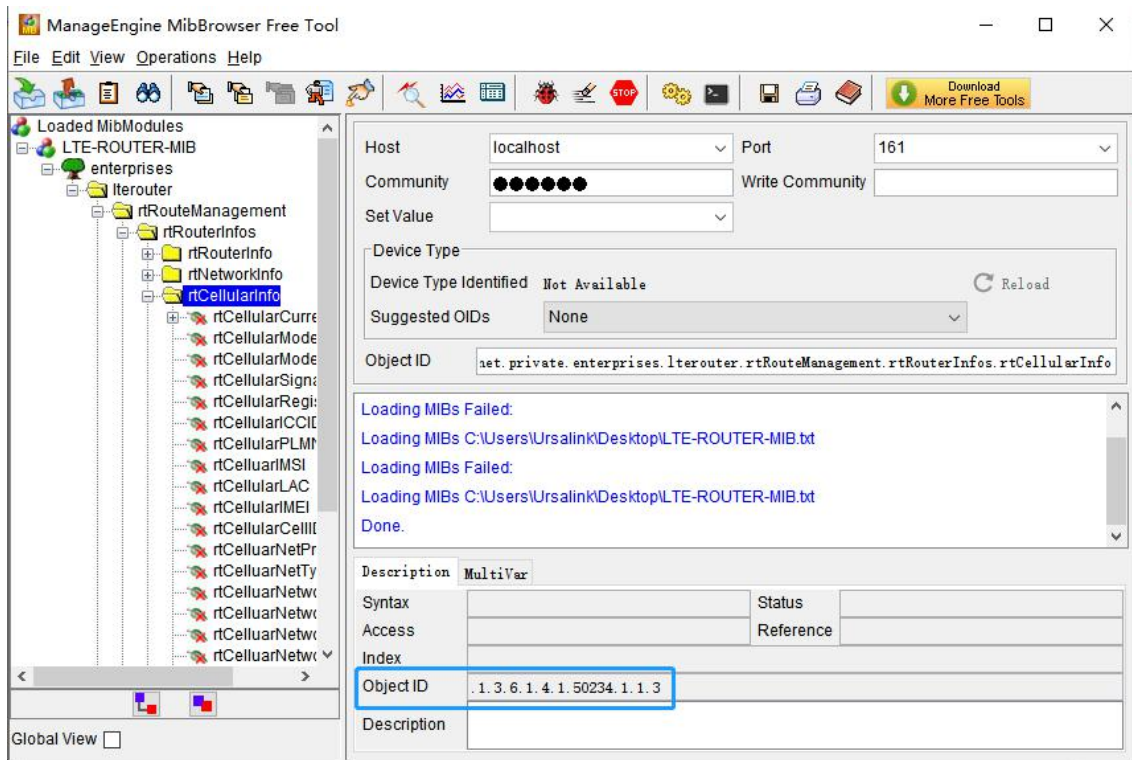 ManageEngine MibBrowser Free Tool
File Edit View Operations Help
STOP
Download
More Free Tools
Loaded MibModules
LTE-ROUTER-MIB
enterprises
lterouter
rtRouteManagement
rtRouterInfos
rtRouterInfo
rtNetworkInfo
rtCellularInfo
rtCellularCurre
rtCellularMode
rtCellularMode
rtCellularSigna
rtCellularRegi
rtCellularICCID
rtCellularPLMN
rtCelluarIMSI
rtCellularLAC
rtCellularIMEI
rtCellularCellID
rtCelluarNetPr
rtCelluarNetTy
rtCelluarNetwo
rtCelluarNetwo
rtCelluarNetwo
rtCelluarNetwo
Global View
Host localhost Port 161
Community ●●●●●● Write Community
Set Value
Device Type
Device Type Identified Not Available Reload
Suggested OIDs None
Object ID net.private.enterprises.lterouter.rtRouteManagement.rtRouterInfos.rtCellularInfo
Loading MIBs Failed:
Loading MIBs C:\Users\Ursalink\Desktop\LTE-ROUTER-MIB.txt
Loading MIBs Failed:
Loading MIBs C:\Users\Ursalink\Desktop\LTE-ROUTER-MIB.txt
Done.
Description MultiVar
Syntax Status
Access Reference
Index
Object ID .1.3.6.1.4.1.50234.1.1.3
Description